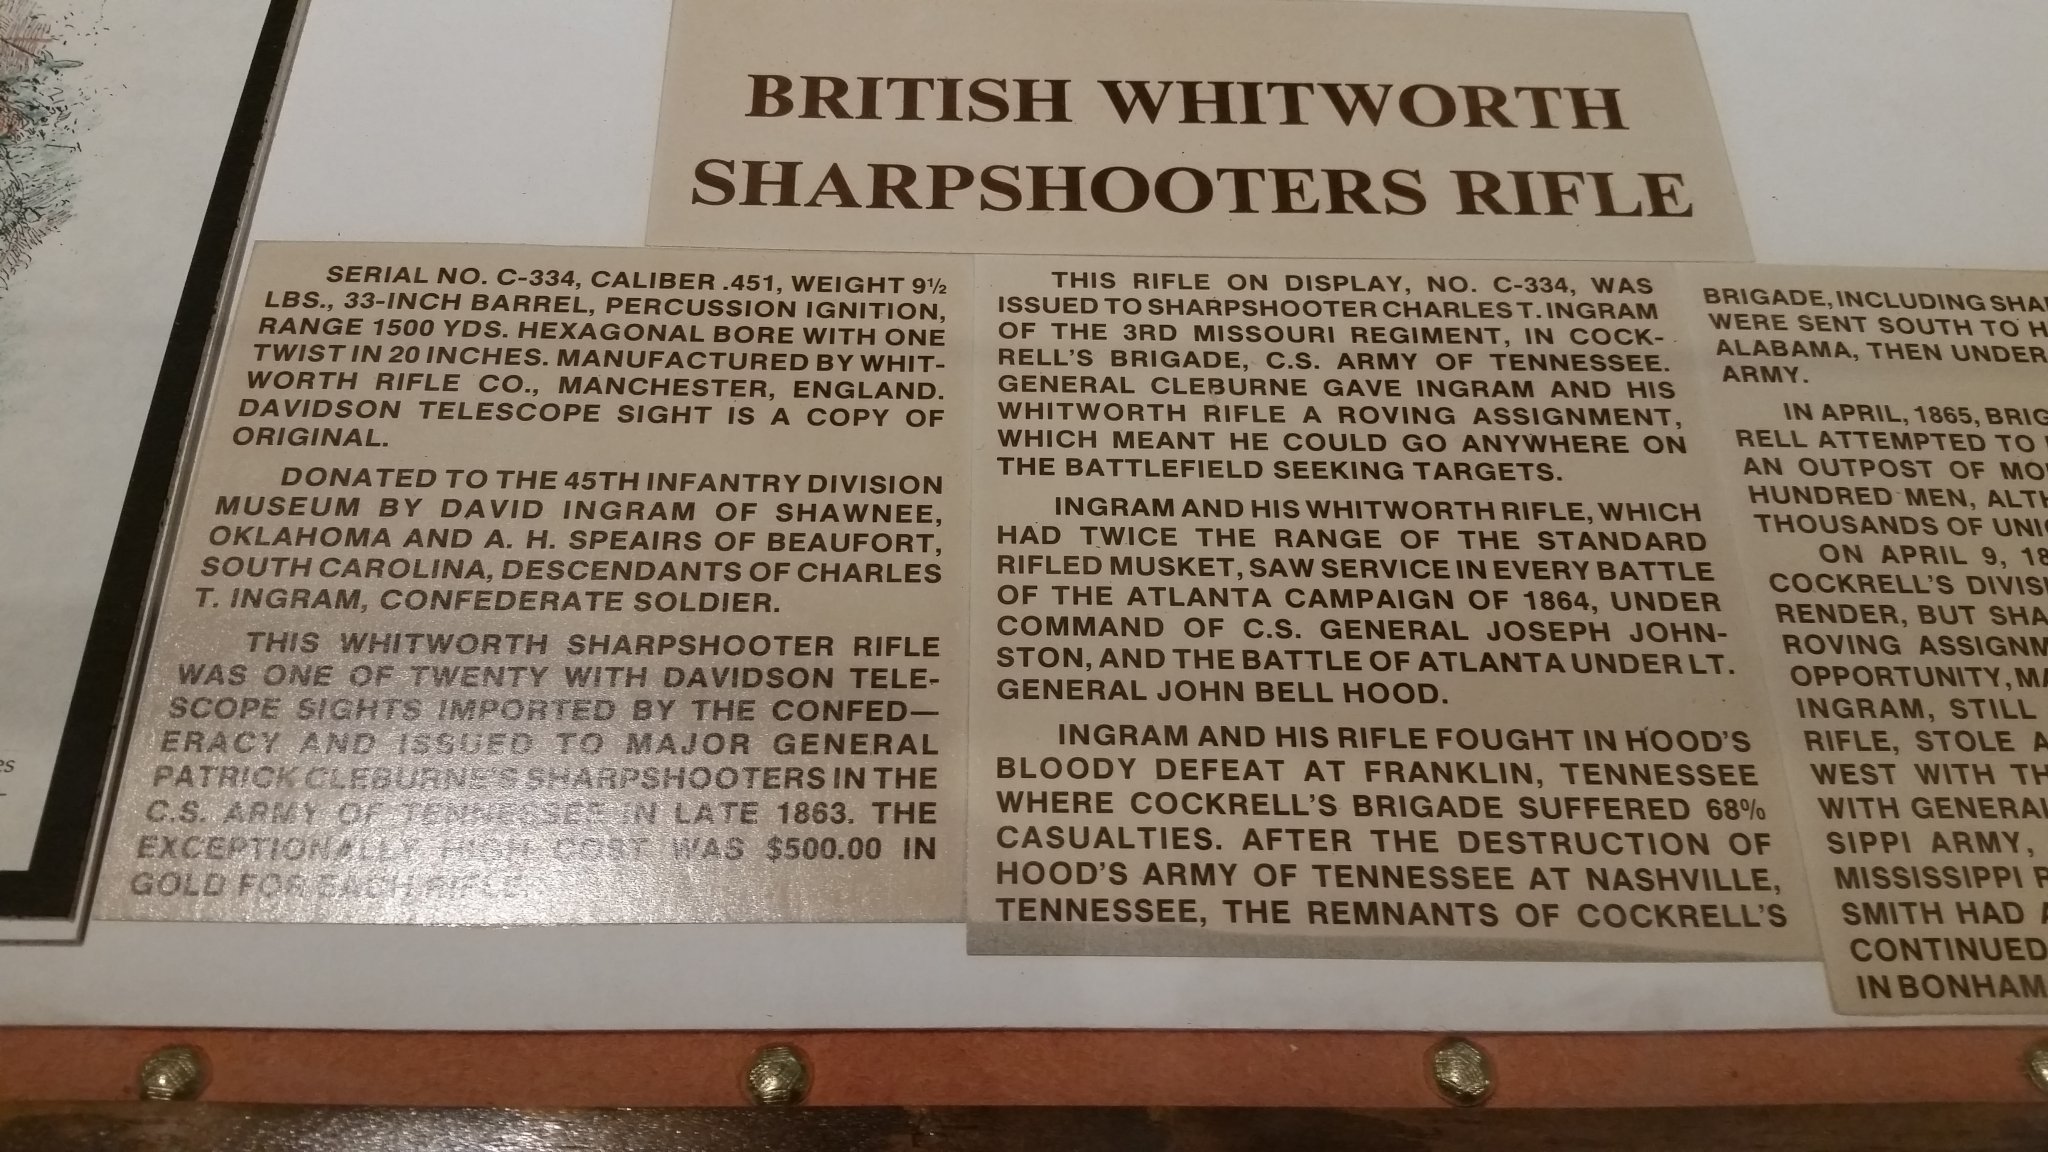 BRITISH WHITWORTH
SHARPSHOOTERS RIFLE
SERIAL NO. C-334, CALIBER .451, WEIGHT 9½
LBS., 33-INCH BARREL, PERCUSSION IGNITION,
RANGE 1500 YDS. HEXAGONAL BORE WITH ONE
TWIST IN 20 INCHES. MANUFACTURED BY WHIT-
WORTH RIFLE CO., MANCHESTER, ENGLAND.
DAVIDSON TELESCOPE SIGHT IS A COPY OF
ORIGINAL.
DONATED TO THE 45TH INFANTRY DIVISION
MUSEUM BY DAVID INGRAM OF SHAWNEE,
OKLAHOMA AND A. H. SPEAIRS OF BEAUFORT,
SOUTH CAROLINA, DESCENDANTS OF CHARLES
T. INGRAM, CONFEDERATE SOLDIER.
THIS WHITWORTH SHARPSHOOTER RIFLE
WAS ONE OF TWENTY WITH DAVIDSON TELE-
SCOPE SIGHTS IMPORTED BY THE CONFED—
ERACY AND ISSUED TO MAJOR GENERAL
PATRICK CLEBURNE'S SHARPSHOOTERS IN THE
C.S. ARMY OF TENNESSEE IN LATE 1863. THE
EXCEPTIONALLY HIGH COST WAS $500.00 IN
GOLD FOR EACH RIFLE.
THIS RIFLE ON DISPLAY, NO. C-334, WAS
ISSUED TO SHARPSHOOTER CHARLES T. INGRAM
OF THE 3RD MISSOURI REGIMENT, IN COCK-
RELL'S BRIGADE, C.S. ARMY OF TENNESSEE.
GENERAL CLEBURNE GAVE INGRAM AND HIS
WHITWORTH RIFLE A ROVING ASSIGNMENT,
WHICH MEANT HE COULD GO ANYWHERE ON
THE BATTLEFIELD SEEKING TARGETS.
INGRAM AND HIS WHITWORTH RIFLE, WHICH
HAD TWICE THE RANGE OF THE STANDARD
RIFLED MUSKET, SAW SERVICE IN EVERY BATTLE
OF THE ATLANTA CAMPAIGN OF 1864, UNDER
COMMAND OF C.S. GENERAL JOSEPH JOHN-
STON, AND THE BATTLE OF ATLANTA UNDER LT.
GENERAL JOHN BELL HOOD.
INGRAM AND HIS RIFLE FOUGHT IN HOOD'S
BLOODY DEFEAT AT FRANKLIN, TENNESSEE
WHERE COCKRELL'S BRIGADE SUFFERED 68%
CASUALTIES. AFTER THE DESTRUCTION OF
HOOD'S ARMY OF TENNESSEE AT NASHVILLE,
TENNESSEE, THE REMNANTS OF COCKRELL'S
BRIGADE, INCLUDING
WERE SENT SOUTH TO
ALABAMA, THEN UNDER
ARMY.
IN APRIL, 1865,
RELL ATTEMPTED TO
AN OUTPOST OF
HUNDRED MEN,
THOUSANDS OF
ON APRIL 9,
COCKRELL'S
RENDER, BUT
ROVING
OPPORTUNITY,
INGRAM, STILL
RIFLE, STOLE
WEST WITH
WITH GENERAL
SIPPI ARMY,
MISSISSIPPI
SMITH HAD
CONTINUED
IN BONHAM